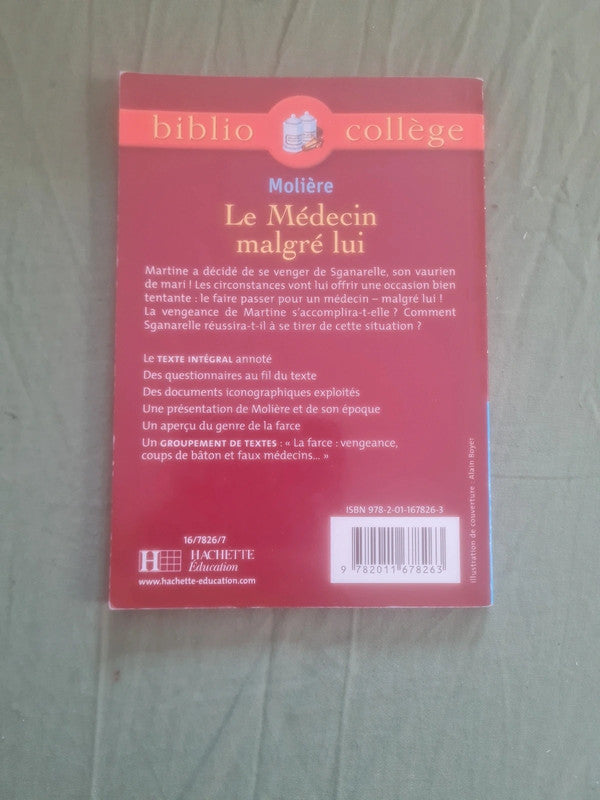 biblio collège
Molière
Le Médecin
malgré lui
Martine a décidé de se venger de Sganarelle, son vaurien
de mari ! Les circonstances vont lui offrir une occasion bien
tentante : le faire passer pour un médecin – malgré lui !
La vengeance de Martine s'accomplira-t-elle ? Comment
Sganarelle réussira-t-il à se tirer de cette situation ?
Le TEXTE INTÉGRAL annoté
Des questionnaires au fil du texte
Des documents iconographiques exploités
Une présentation de Molière et de son époque
Un aperçu du genre de la farce
Un GROUPEMENT DE TEXTES : « La farce : vengeance,
coups de bâton et faux médecins... »
Illustration de couverture : Alain Boyer
ISBN 978-2-01-167826-3
9 782011 678263
16/7826/7
H HACHETTE
Éducation
www.hachette-education.com